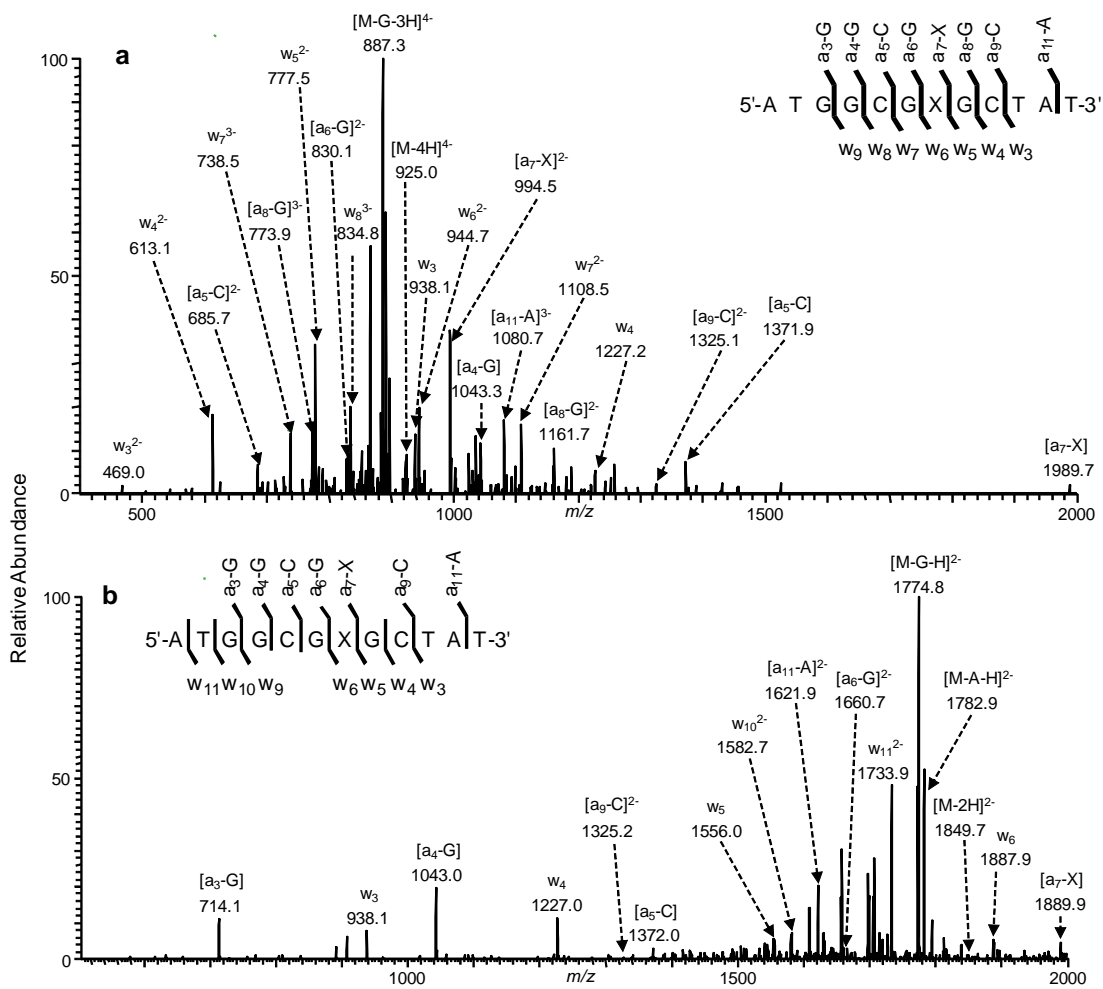 Relative Abundance
a
a3-G a4-G a5-C a6-G a7-X a8-G a9-C a11-A
5'-A T G G C G X G C T A T-3'
w9 w8 w7 w6 w5 w4 w3
[M-G-3H]4-
887.3
w5 2-
777.5
w7 3-
738.5
[a6-G]2-
830.1
[M-4H]4-
925.0
[a7-X]2-
994.5
w4 2-
613.1
[a8-G]3-
773.9
w8 3-
834.8
w6 2-
944.7
w3
938.1
w7 2-
1108.5
[a5-C]2-
685.7
[a11-A]3-
1080.7
w4
1227.2
[a9-C]2-
1325.1
[a5-C]
1371.9
[a4-G]
1043.3
[a8-G]2-
1161.7
w3 2-
469.0
[a7-X]
1989.7
100
50
0
500 1000 1500 2000
m/z
b
a3-G a4-G a5-C a6-G a7-X a9-C a11-A
5'-A T G G C G X G C T A T-3'
w11 w10 w9 w6 w5 w4 w3
[M-G-H]2-
1774.8
[a11-A]2-
1621.9
[a6-G]2-
1660.7
[M-A-H]2-
1782.9
w10 2-
1582.7
w11 2-
1733.9
[a9-C]2-
1325.2
w5
1556.0
[M-2H]2-
1849.7
w6
1887.9
[a3-G]
714.1
w3
938.1
[a4-G]
1043.0
w4
1227.0
[a5-C]
1372.0
[a7-X]
1889.9
100
50
0
1000 1500 2000
m/z